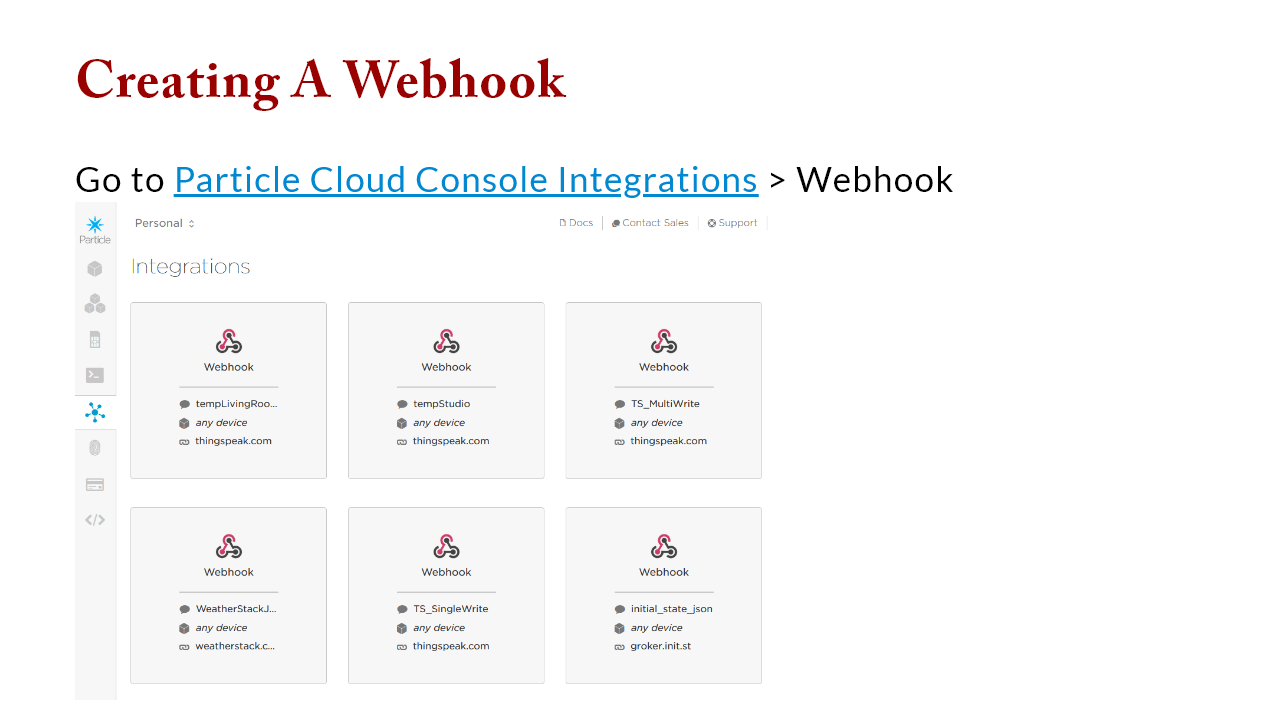 Creating A Webhook
Go to Particle Cloud Console Integrations > Webhook
Particle
Personal
Docs
Contact Sales
Support
Integrations
Webhook
tempLivingRoo...
any device
thingspeak.com
Webhook
tempStudio
any device
thingspeak.com
Webhook
TS_MultiWrite
any device
thingspeak.com
Webhook
WeatherStackJ...
any device
weatherstack.c...
Webhook
TS_SingleWrite
any device
thingspeak.com
Webhook
initial_state_json
any device
groker.init.st